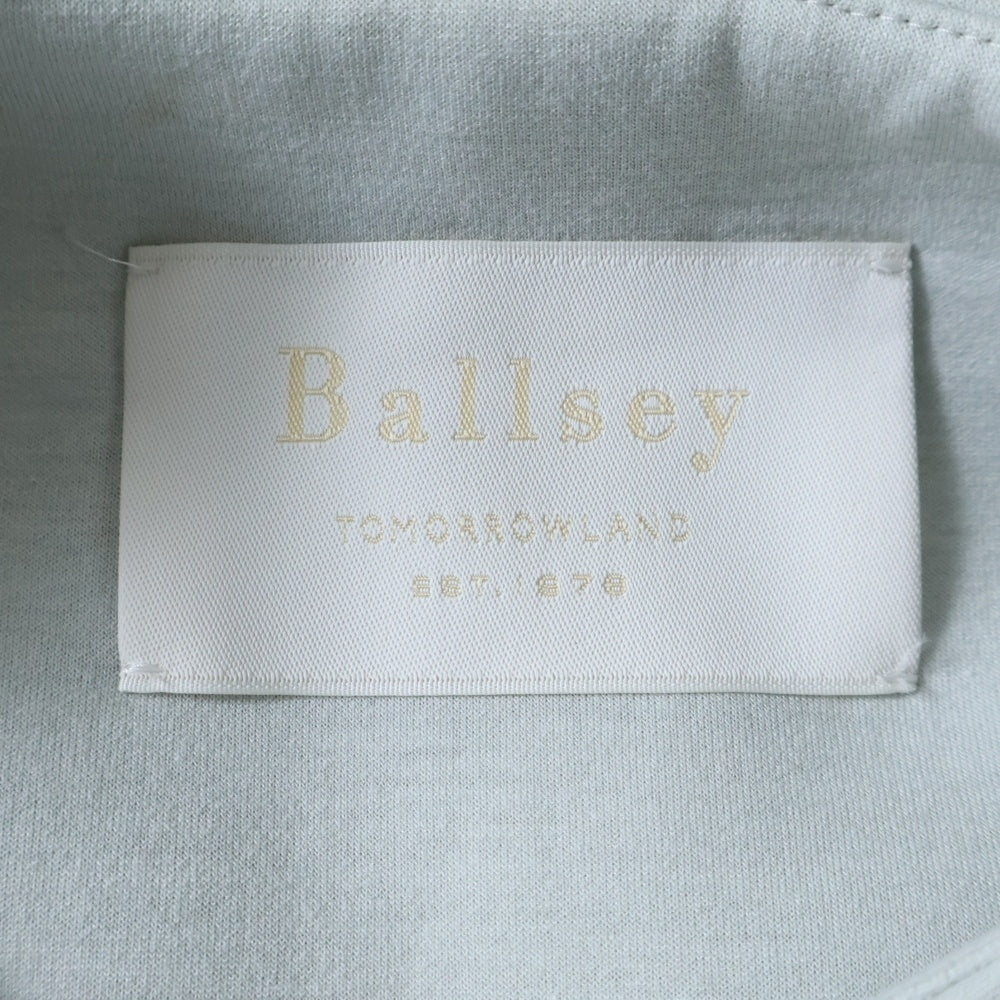 Ballsey
TOMORROWLAND
EST. 1978